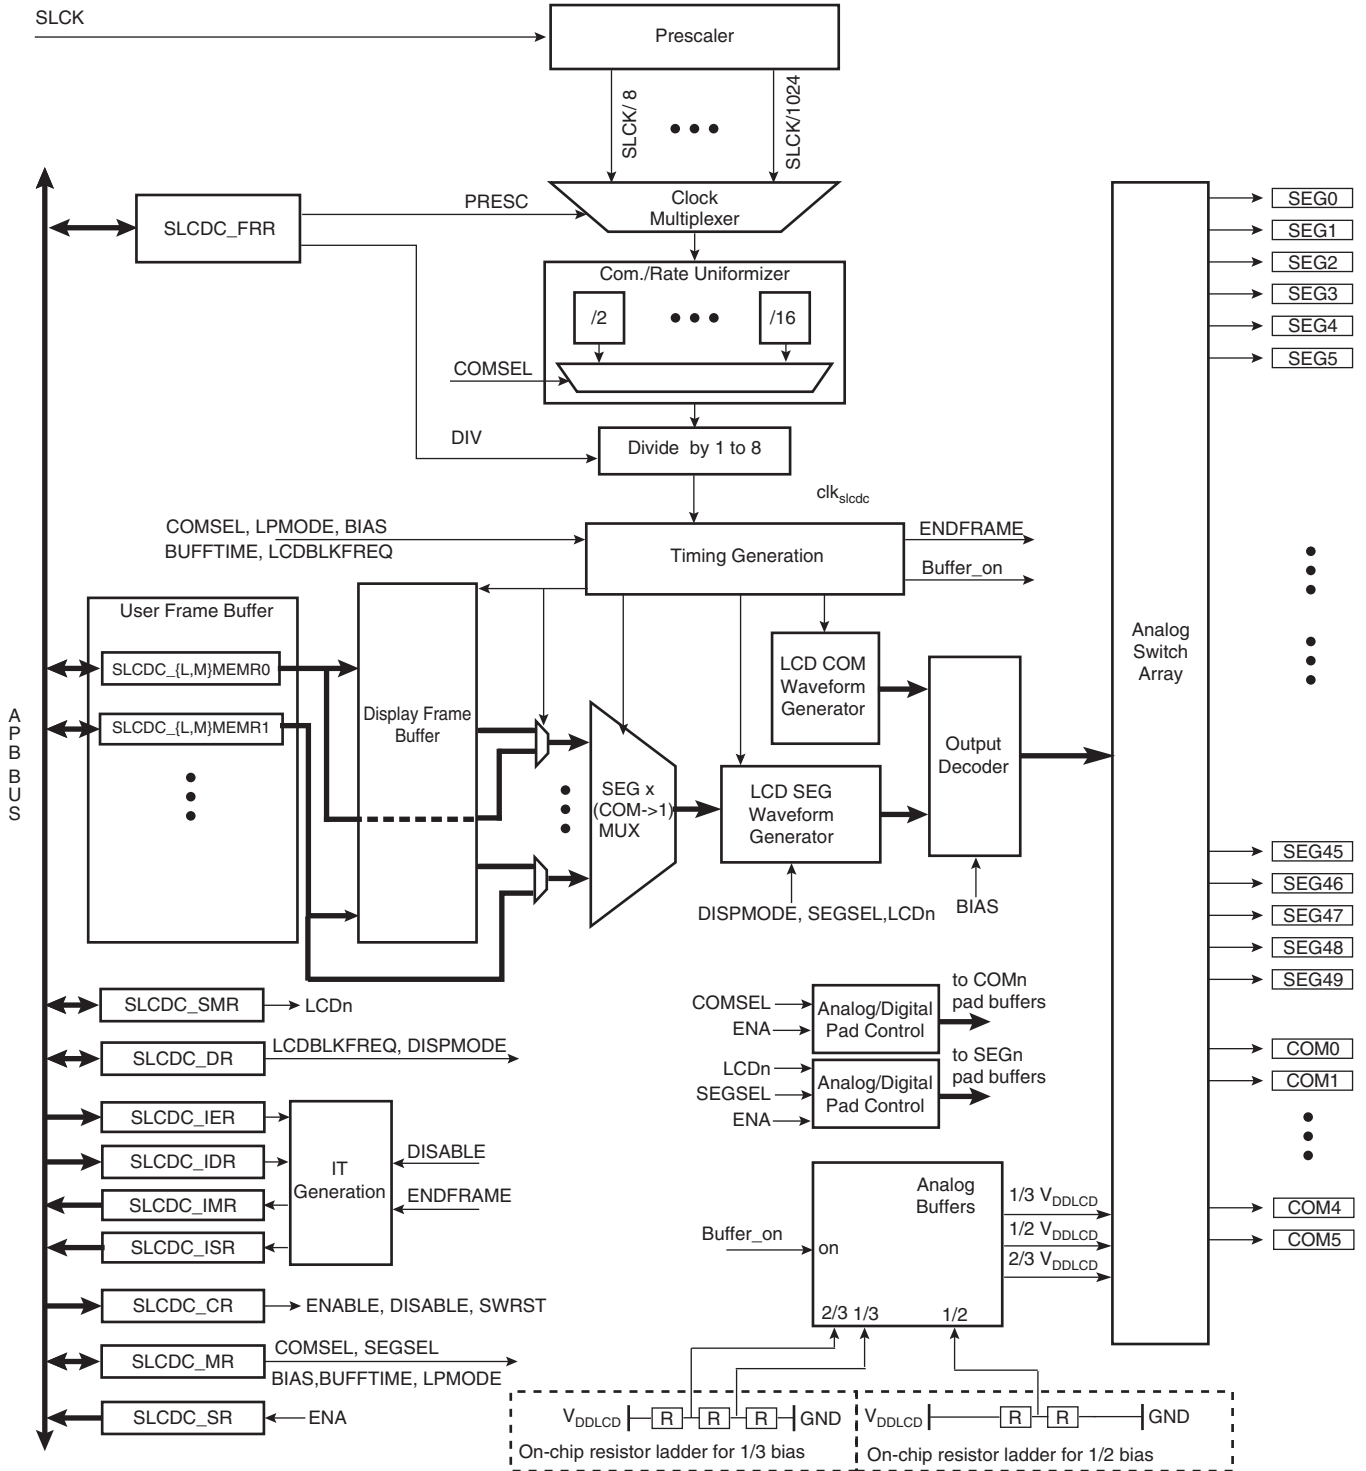 SLCK
Prescaler
SLCK/ 8
SLCK/1024
SLCDC_FRR
PRESC
Clock
Multiplexer
Com./Rate Uniformizer
/2
/16
COMSEL
DIV
Divide by 1 to 8
clkslcdc
COMSEL, LPMODE, BIAS
BUFFTIME, LCDBLKFREQ
Timing Generation
ENDFRAME
Buffer_on
APB BUS
User Frame Buffer
SLCDC_{L,M}MEMR0
SLCDC_{L,M}MEMR1
Display Frame
Buffer
SEG x
(COM->1)
MUX
LCD COM
Waveform
Generator
LCD SEG
Waveform
Generator
DISPMODE, SEGSEL,LCDn
Output
Decoder
BIAS
Analog
Switch
Array
SEG0
SEG1
SEG2
SEG3
SEG4
SEG5
SEG45
SEG46
SEG47
SEG48
SEG49
COM0
COM1
COM4
COM5
SLCDC_SMR
LCDn
SLCDC_DR
LCDBLKFREQ, DISPMODE
SLCDC_IER
SLCDC_IDR
SLCDC_IMR
SLCDC_ISR
IT
Generation
DISABLE
ENDFRAME
SLCDC_CR
ENABLE, DISABLE, SWRST
SLCDC_MR
COMSEL, SEGSEL
BIAS,BUFFTIME, LPMODE
SLCDC_SR
ENA
COMSEL
ENA
Analog/Digital
Pad Control
to COMn
pad buffers
LCDn
SEGSEL
ENA
Analog/Digital
Pad Control
to SEGn
pad buffers
Buffer_on
on
Analog
Buffers
2/3 1/3
1/2
1/3 VDDLCD
1/2 VDDLCD
2/3 VDDLCD
VDDLCD
R
R
R
GND
On-chip resistor ladder for 1/3 bias
VDDLCD
R
R
GND
On-chip resistor ladder for 1/2 bias